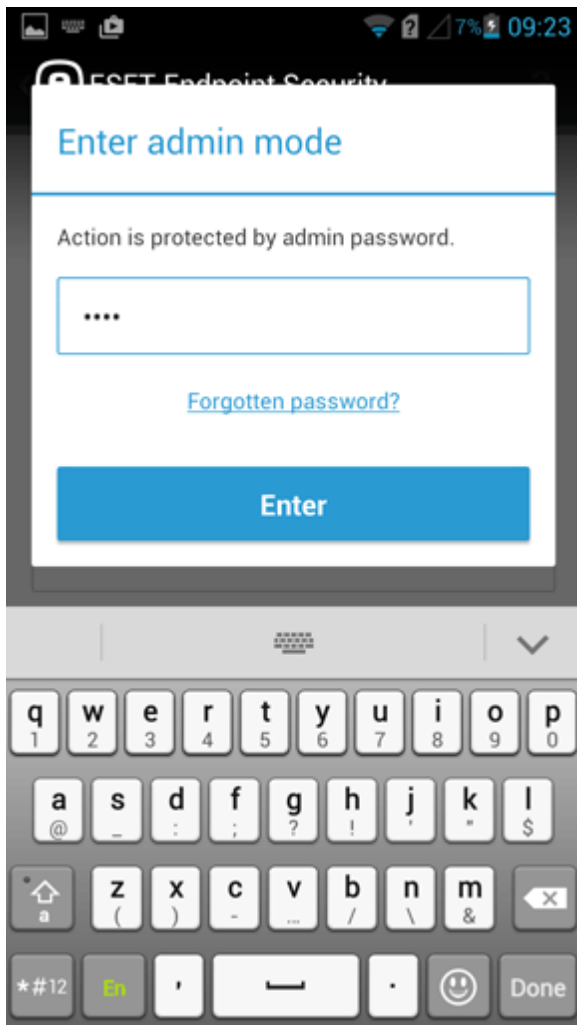 7% 09:23
ESET Endpoint Security
Enter admin mode
Action is protected by admin password.
••••
Forgotten password?
Enter
q w e r t y u i o p
1 2 3 4 5 6 7 8 9 0
a s d f g h j k l
@ _ : ; ? ! ' " $
z x c v b n m
a ( ) - ... / \ &
*#12 En ' . Done